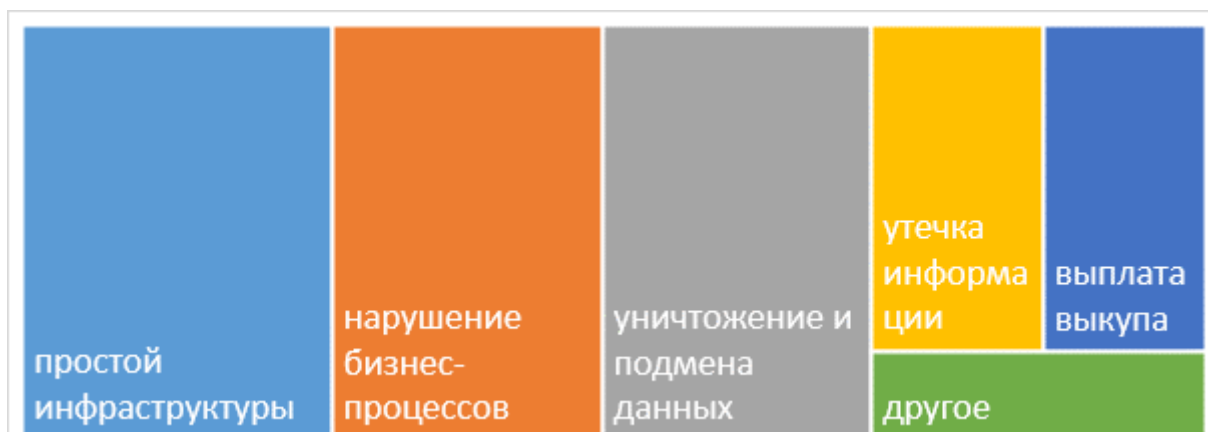 простой
инфраструктуры
нарушение
бизнес-
процессов
уничтожение и
подмена
данных
утечка
информа
ции
выплата
выкупа
другое